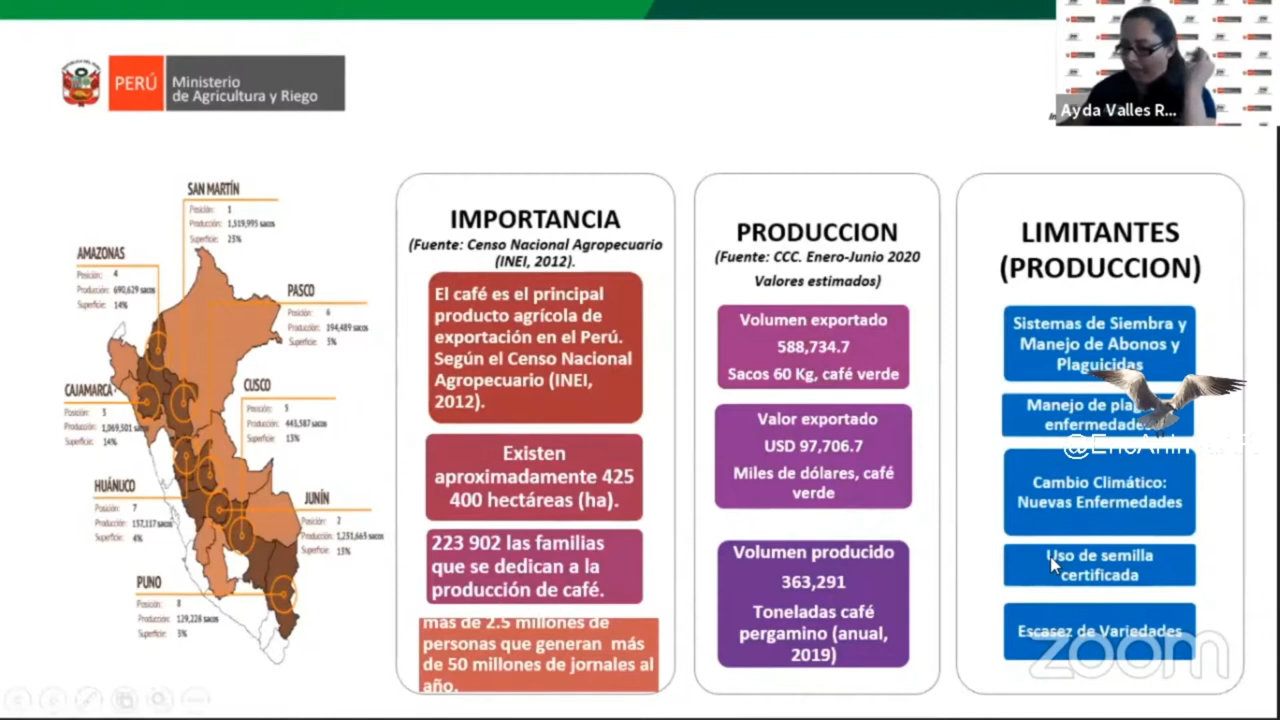 PERÚ
Ministerio
de Agricultura y Riego
Ayda Valles R...
SAN MARTÍN
Posición: 1
Producción: 1,519,995 sacos
Superficie: 23%
AMAZONAS
Posición: 4
Producción: 690,629 sacos
Superficie: 14%
PASCO
Posición: 6
Producción: 194,489 sacos
Superficie: 3%
CAJAMARCA
Posición: 3
Producción: 1,069,501 sacos
Superficie: 14%
CUSCO
Posición: 5
Producción: 443,587 sacos
Superficie: 13%
HUÁNUCO
Posición: 7
Producción: 157,117 sacos
Superficie: 4%
JUNÍN
Posición: 2
Producción: 1,231,663 sacos
Superficie: 13%
PUNO
Posición: 8
Producción: 129,228 sacos
Superficie: 3%
IMPORTANCIA
(Fuente: Censo Nacional Agropecuario
(INEI, 2012).
El café es el principal
producto agrícola de
exportación en el Perú.
Según el Censo Nacional
Agropecuario (INEI,
2012).
Existen
aproximadamente 425
400 hectáreas (ha).
223 902 las familias
que se dedican a la
producción de café.
más de 2.5 millones de
personas que generan más
de 50 millones de jornales al
año.
PRODUCCION
(Fuente: CCC. Enero-Junio 2020
Valores estimados)
Volumen exportado
588,734.7
Sacos 60 Kg, café verde
Valor exportado
USD 97,706.7
Miles de dólares, café
verde
Volumen producido
363,291
Toneladas café
pergamino (anual,
2019)
LIMITANTES
(PRODUCCION)
Sistemas de Siembra y
Manejo de Abonos y
Plaguicidas
Manejo de
enfermedades
Cambio Climático:
Nuevas Enfermedades
Uso de semilla
certificada
Escasez de Variedades
zoom